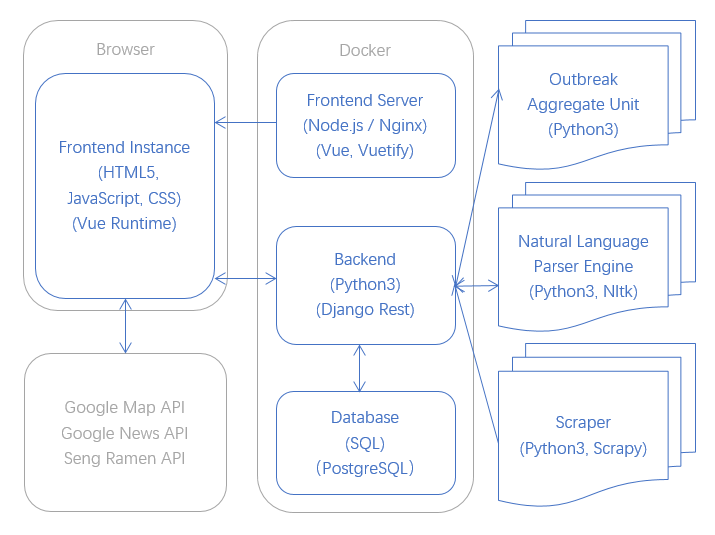 Browser
Frontend Instance
(HTML5,
JavaScript, CSS)
(Vue Runtime)
Google Map API
Google News API
Seng Ramen API
Docker
Frontend Server
(Node.js / Nginx)
(Vue, Vuetify)
Backend
(Python3)
(Django Rest)
Database
(SQL)
(PostgreSQL)
Outbreak
Aggregate Unit
(Python3)
Natural Language
Parser Engine
(Python3, Nltk)
Scraper
(Python3, Scrapy)